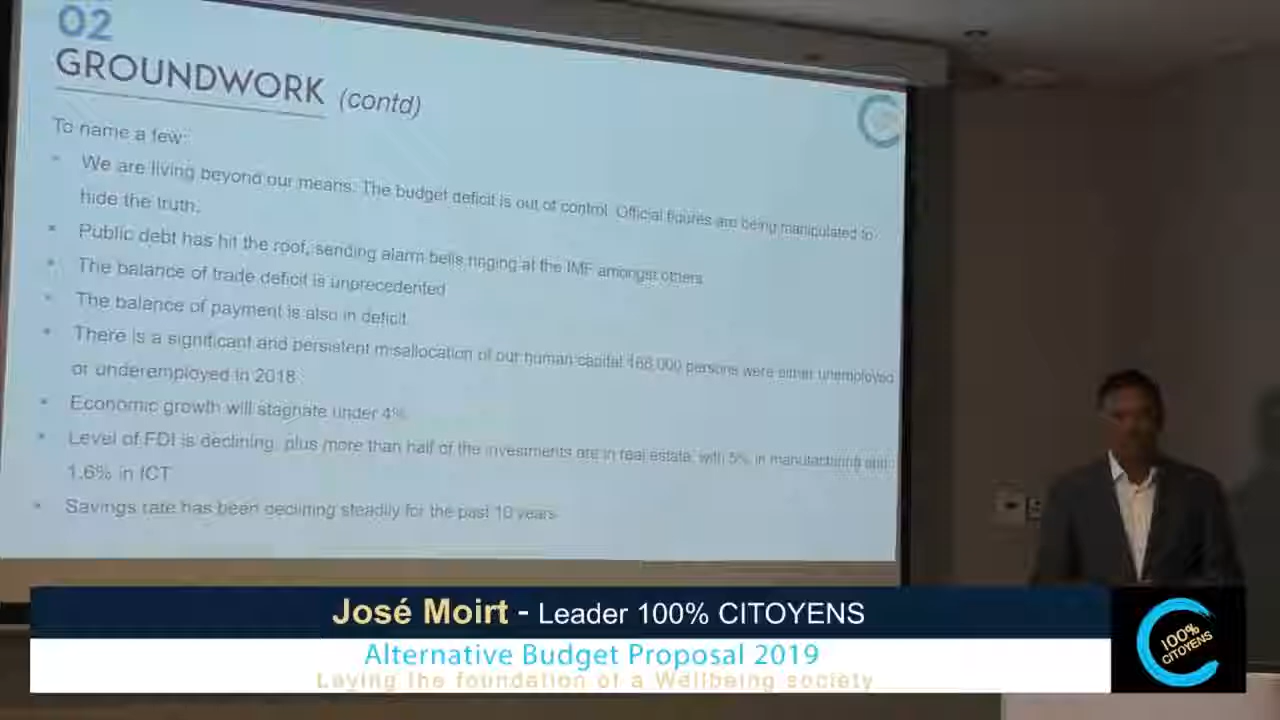 02
GROUNDWORK (contd)
To name a few:
We are living beyond our means. The budget deficit is out of control. Official figures are being manipulated to
hide the truth.
Public debt has hit the roof, sending alarm bells ringing at the IMF amongst others
The balance of trade deficit is unprecedented
The balance of payment is also in deficit.
There is a significant and persistent misallocation of our human capital 168,000 persons were either unemployed
or underemployed in 2018
Economic growth will stagnate under 4%
Level of FDI is declining, plus more than half of the investments are in real estate, with 5% in manufacturing and
1.6% in ICT
Savings rate has been declining steadily for the past 10 years
José Moirt - Leader 100% CITOYENS
Alternative Budget Proposal 2019
Laying the foundation of a Wellbeing society
100%
CITOYENS